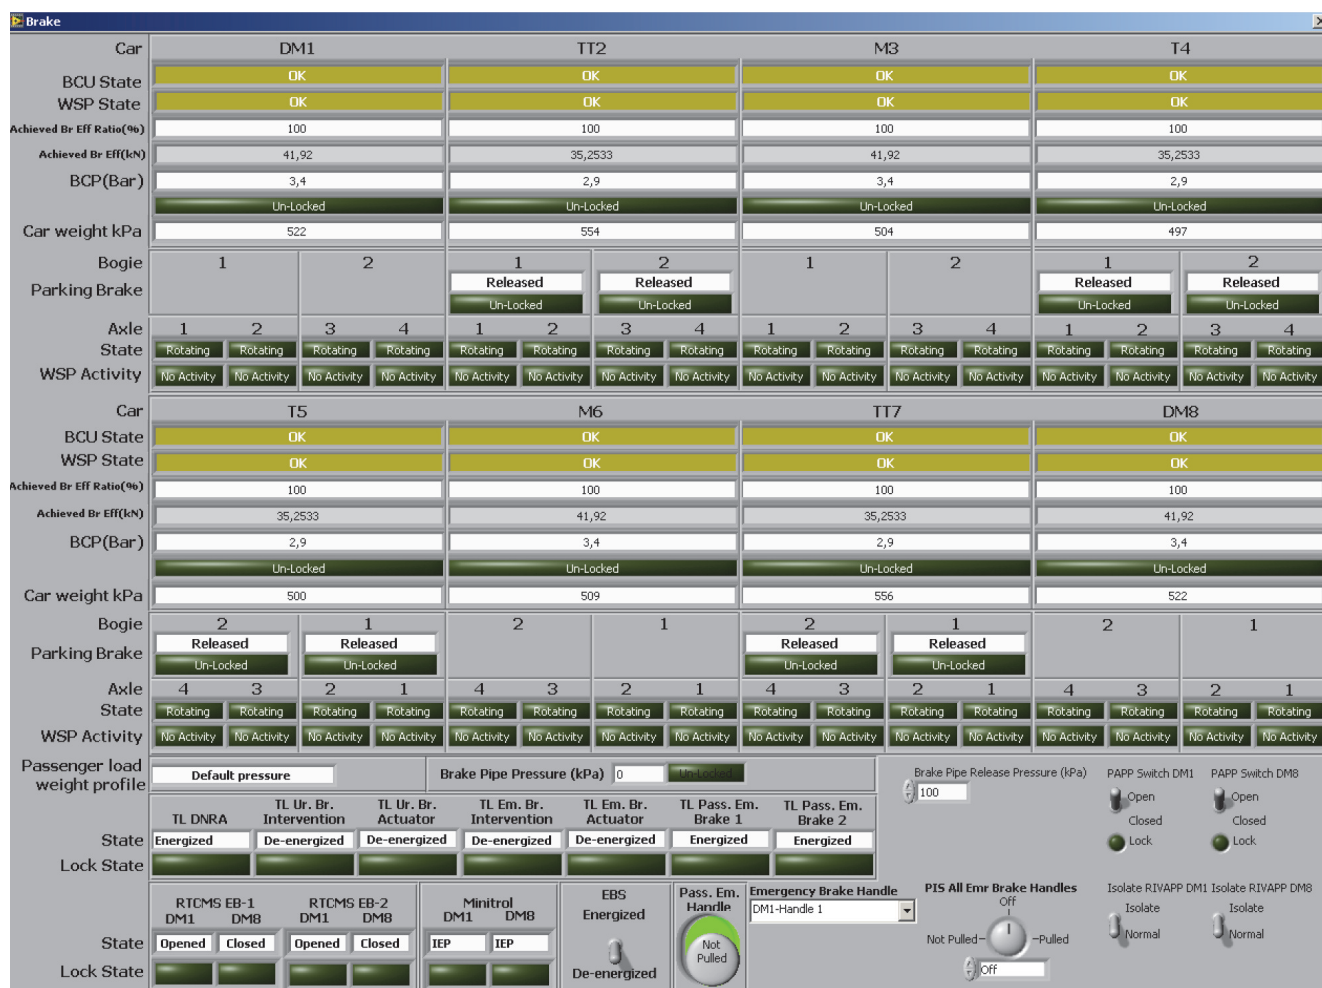 Brake
Car DM1 TT2 M3 T4
BCU State OK OK OK OK
WSP State OK OK OK OK
Achieved Br Eff Ratio(%) 100 100 100 100
Achieved Br Eff(kN) 41,92 35,2533 41,92 35,2533
BCP(Bar) 3,4 2,9 3,4 2,9
Un-Locked Un-Locked Un-Locked Un-Locked
Car weight kPa 522 554 504 497
Bogie 1 2 1 2 1 2 1 2
Parking Brake Released Released Released Released
Un-Locked Un-Locked Un-Locked Un-Locked
Axle 1 2 3 4 1 2 3 4 1 2 3 4 1 2 3 4
State Rotating Rotating Rotating Rotating Rotating Rotating Rotating Rotating Rotating Rotating Rotating Rotating Rotating Rotating Rotating Rotating
WSP Activity No Activity No Activity No Activity No Activity No Activity No Activity No Activity No Activity No Activity No Activity No Activity No Activity No Activity No Activity No Activity No Activity
Car T5 M6 TT7 DM8
BCU State OK OK OK OK
WSP State OK OK OK OK
Achieved Br Eff Ratio(%) 100 100 100 100
Achieved Br Eff(kN) 35,2533 41,92 35,2533 41,92
BCP(Bar) 2,9 3,4 2,9 3,4
Un-Locked Un-Locked Un-Locked Un-Locked
Car weight kPa 500 509 556 522
Bogie 2 1 2 1 2 1 2 1
Parking Brake Released Released Released Released
Un-Locked Un-Locked Un-Locked Un-Locked
Axle 4 3 2 1 4 3 2 1 4 3 2 1 4 3 2 1
State Rotating Rotating Rotating Rotating Rotating Rotating Rotating Rotating Rotating Rotating Rotating Rotating Rotating Rotating Rotating Rotating
WSP Activity No Activity No Activity No Activity No Activity No Activity No Activity No Activity No Activity No Activity No Activity No Activity No Activity No Activity No Activity No Activity No Activity
Passenger load
weight profile
Default pressure
Brake Pipe Pressure (kPa) 0 Un-Locked
Brake Pipe Release Pressure (kPa)
100
PAPP Switch DM1 PAPP Switch DM8
Open Open
Closed Closed
Lock Lock
TL Ur. Br. TL Ur. Br. TL Em. Br. TL Em. Br. TL Pass. Em. TL Pass. Em.
TL DNRA Intervention Actuator Intervention Actuator Brake 1 Brake 2
State Energized De-energized De-energized De-energized De-energized Energized Energized
Lock State
RTCMS EB-1 RTCMS EB-2 Minitrol
DM1 DM8 DM1 DM8 DM1 DM8
State Opened Closed Opened Closed IEP IEP
Lock State
EBS
Energized
De-energized
Pass. Em.
Handle
Not
Pulled
Emergency Brake Handle
DM1-Handle 1
PIS All Emr Brake Handles
Off
Not Pulled Pulled
Off
Isolate RIVAPP DM1 Isolate RIVAPP DM8
Isolate Isolate
Normal Normal